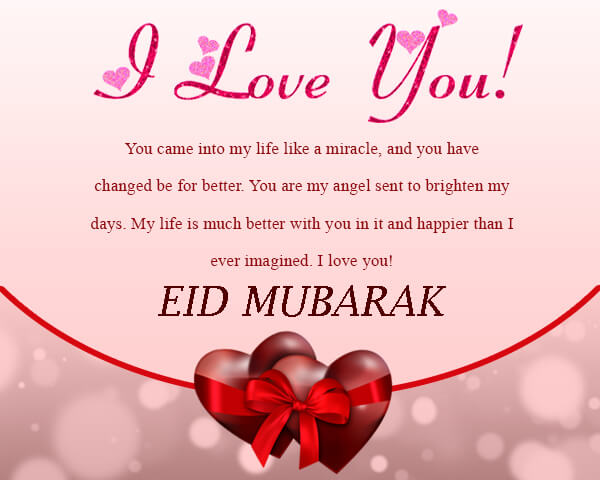 I Love You!
You came into my life like a miracle, and you have
changed be for better. You are my angel sent to brighten my
days. My life is much better with you in it and happier than I
ever imagined. I love you!
EID MUBARAK